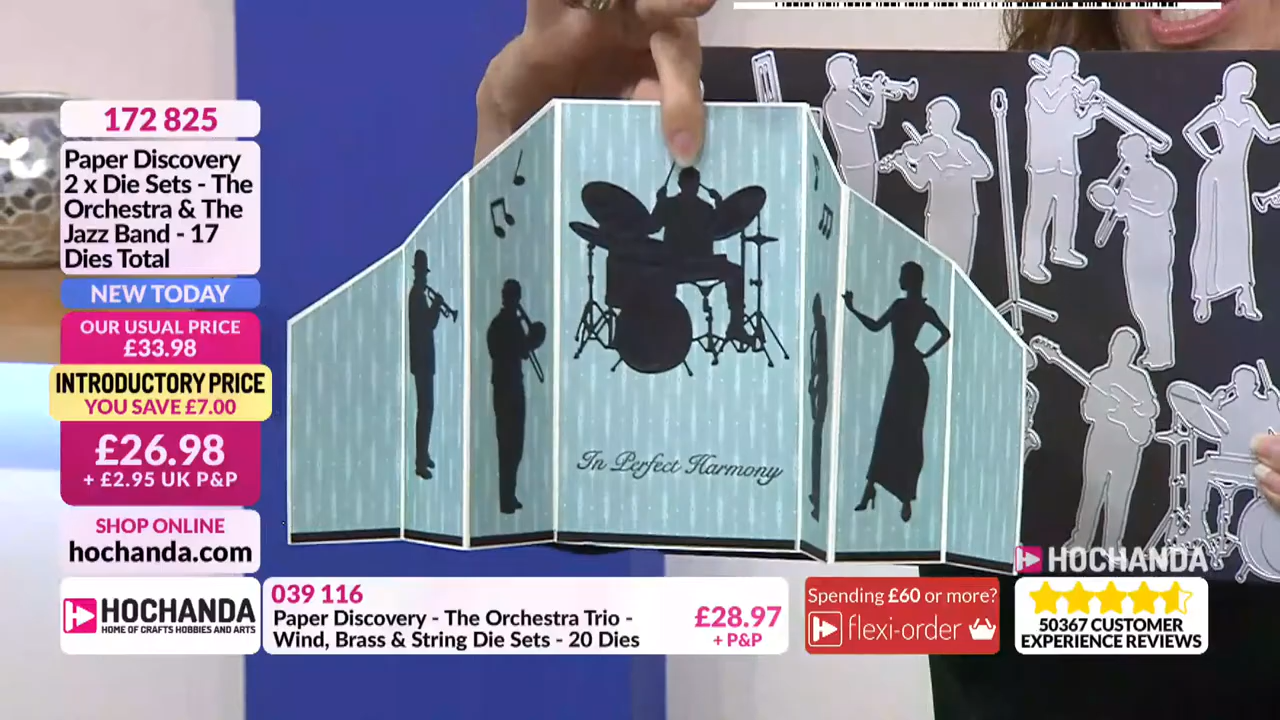 172 825
Paper Discovery
2 x Die Sets - The
Orchestra & The
Jazz Band - 17
Dies Total
NEW TODAY
OUR USUAL PRICE
£33.98
INTRODUCTORY PRICE
YOU SAVE £7.00
£26.98
+ £2.95 UK P&P
SHOP ONLINE
hochanda.com
In Perfect Harmony
HOCHANDA
HOCHANDA
HOME OF CRAFTS HOBBIES AND ARTS
039 116
Paper Discovery - The Orchestra Trio -
Wind, Brass & String Die Sets - 20 Dies
£28.97
+ P&P
Spending £60 or more?
flexi-order
50367 CUSTOMER
EXPERIENCE REVIEWS